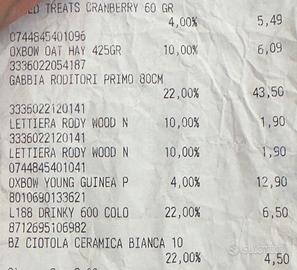 TREATS CRANBERRY 60 GR
4,00% 5,49
0744845401096
OXBOW OAT HAY 425GR 10,00% 6,09
3336022054187
GABBIA RODITORI PRIMO 80CM
22,00% 43,50
3336022120141
LETTIERA RODY WOOD N 10,00% 1,90
3336022120141
LETTIERA RODY WOOD N 10,00% 1,90
0744845401041
OXBOW YOUNG GUINEA P 4,00% 12,90
8010690133621
L188 DRINKY 600 COLO 22,00% 6,50
8712695106982
BZ CIOTOLA CERAMICA BIANCA 10
22,00% 4,50